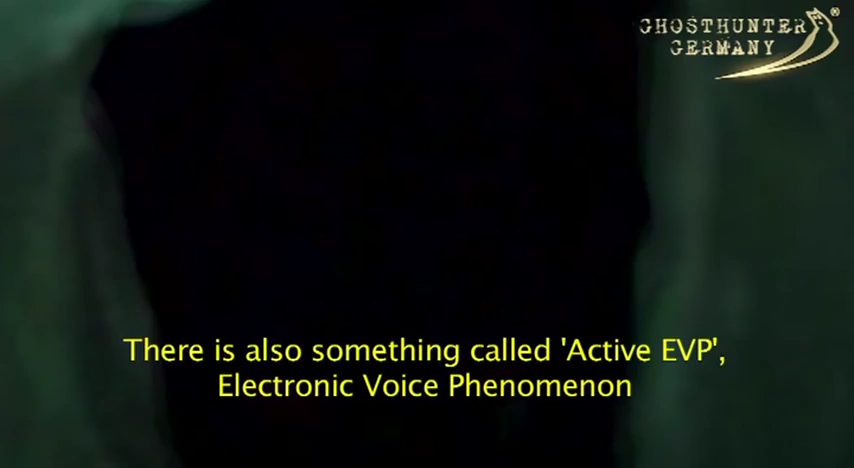 GHOSTHUNTER®
GERMANY
There is also something called 'Active EVP',
Electronic Voice Phenomenon